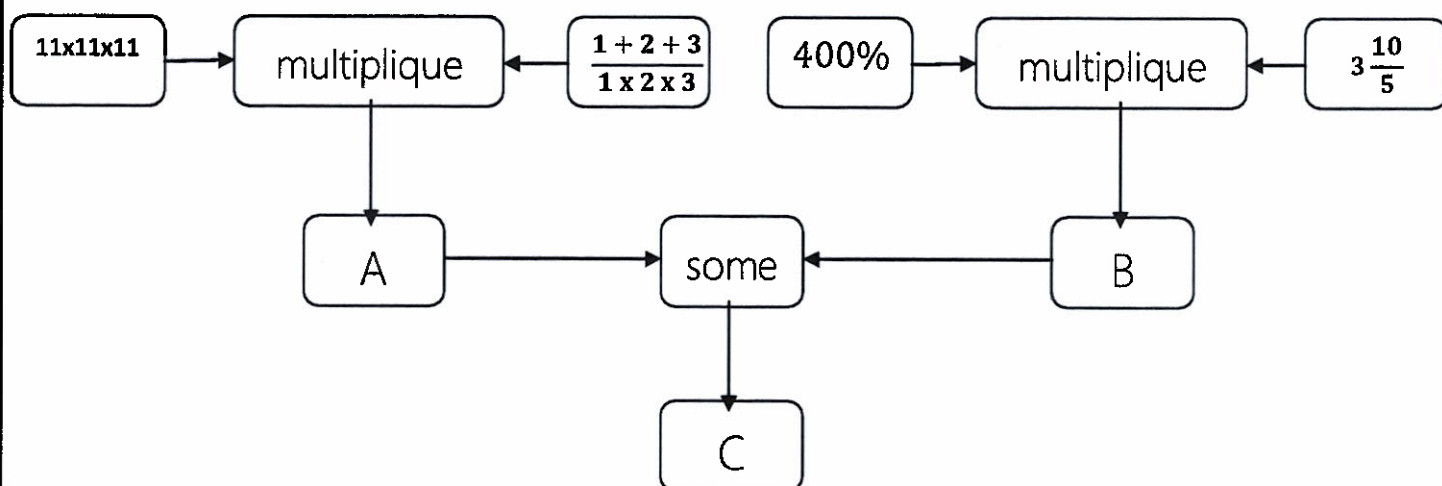 11x11x11
multiplique
1 + 2 + 3
1 x 2 x 3
400%
multiplique
3 10/5
A
some
B
C